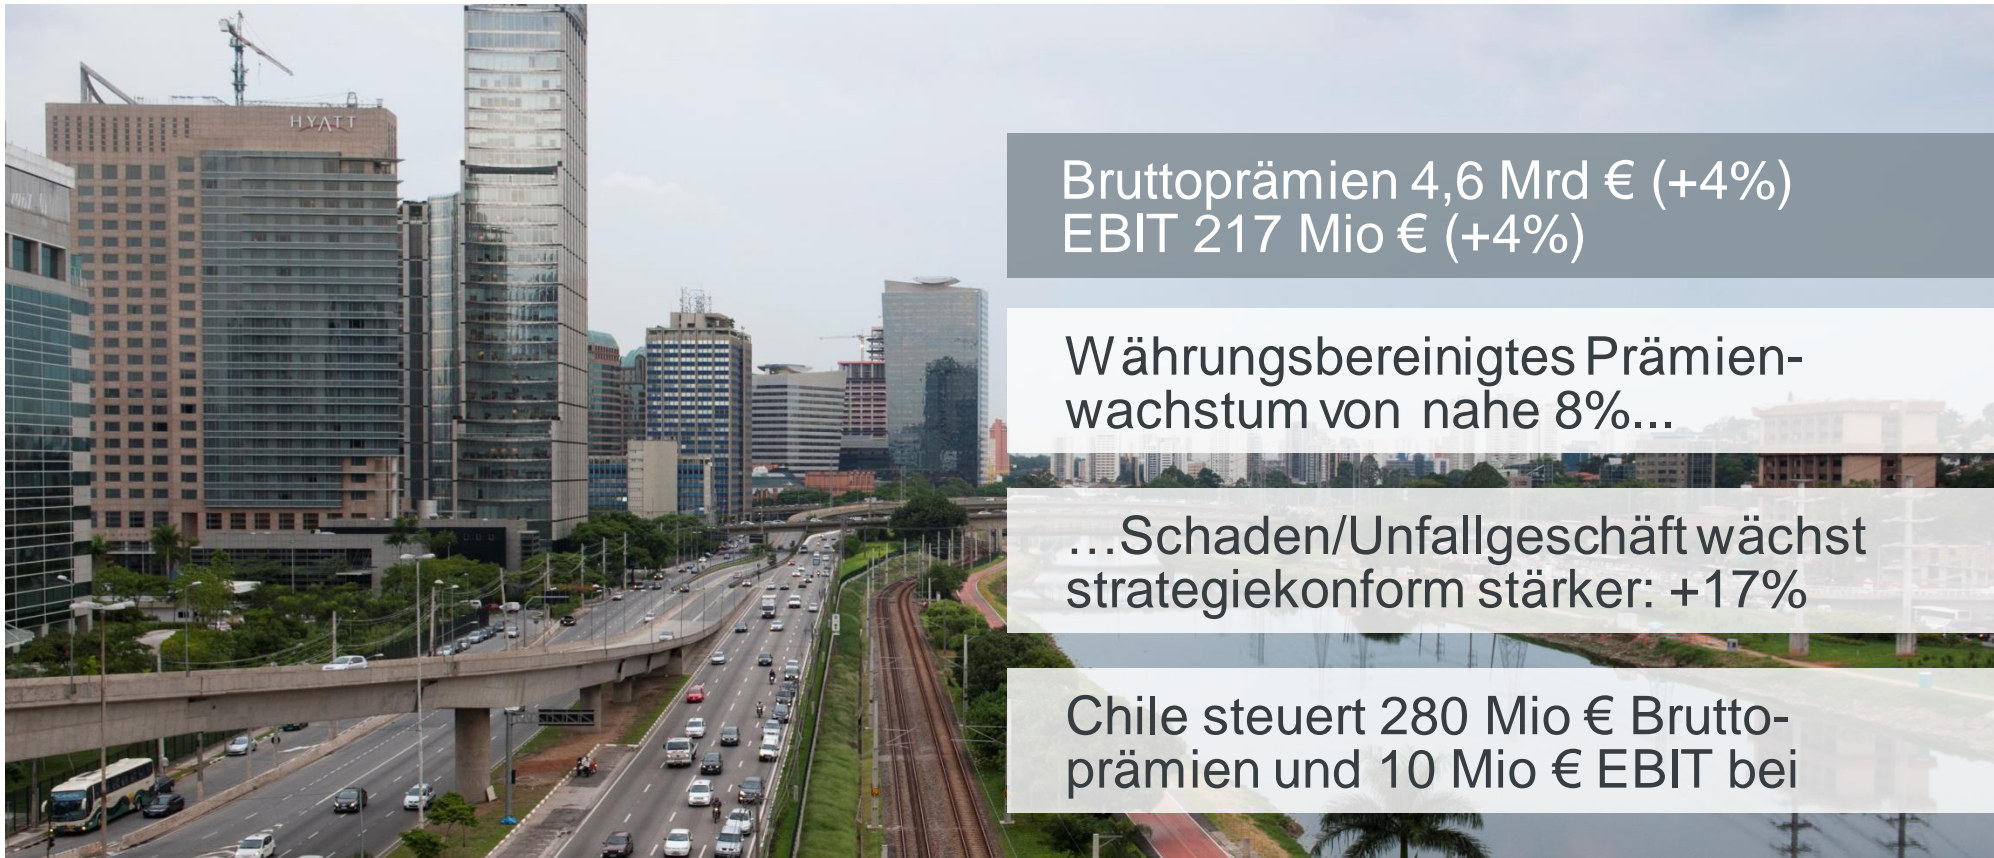 HYATT
Bruttoprämien 4,6 Mrd € (+4%)
EBIT 217 Mio € (+4%)
Währungsbereinigtes Prämien-
wachstum von nahe 8%...
...Schaden/Unfallgeschäft wächst
strategiekonform stärker: +17%
Chile steuert 280 Mio € Brutto-
prämien und 10 Mio € EBIT bei